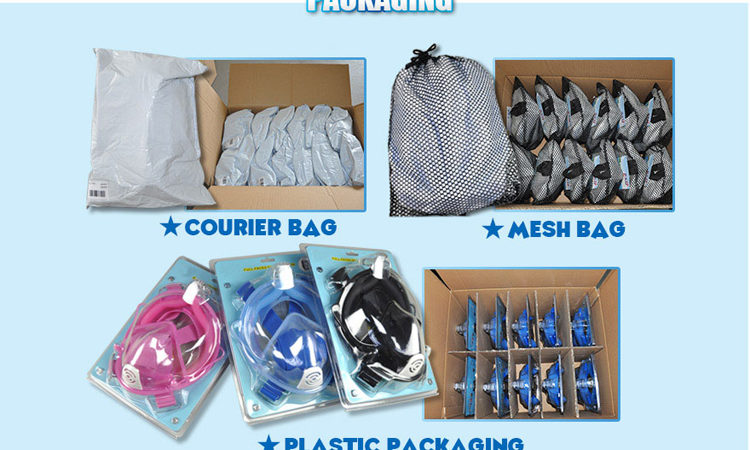 PACKAGING
★ COURIER BAG
★ MESH BAG
★ PLASTIC PACKAGING